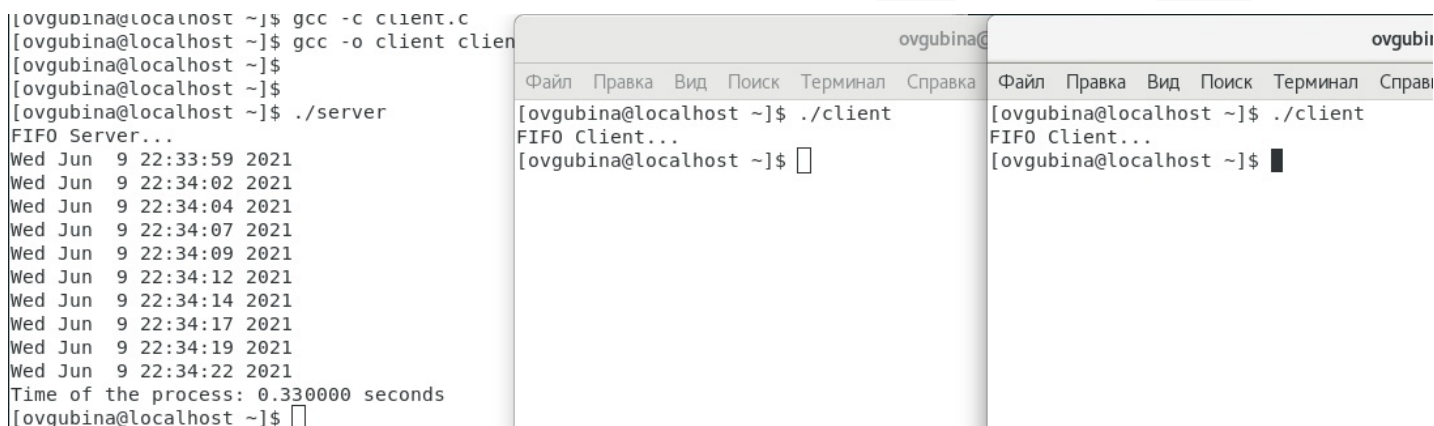 [ovgubina@localhost ~]$ gcc -c client.c
[ovgubina@localhost ~]$ gcc -o client clien
[ovgubina@localhost ~]$
[ovgubina@localhost ~]$
[ovgubina@localhost ~]$ ./server
FIFO Server...
Wed Jun  9 22:33:59 2021
Wed Jun  9 22:34:02 2021
Wed Jun  9 22:34:04 2021
Wed Jun  9 22:34:07 2021
Wed Jun  9 22:34:09 2021
Wed Jun  9 22:34:12 2021
Wed Jun  9 22:34:14 2021
Wed Jun  9 22:34:17 2021
Wed Jun  9 22:34:19 2021
Wed Jun  9 22:34:22 2021
Time of the process: 0.330000 seconds
[ovgubina@localhost ~]$
ovgubina@
Файл Правка Вид Поиск Терминал Справка
[ovgubina@localhost ~]$ ./client
FIFO Client...
[ovgubina@localhost ~]$
ovgubin
Файл Правка Вид Поиск Терминал Справ
[ovgubina@localhost ~]$ ./client
FIFO Client...
[ovgubina@localhost ~]$